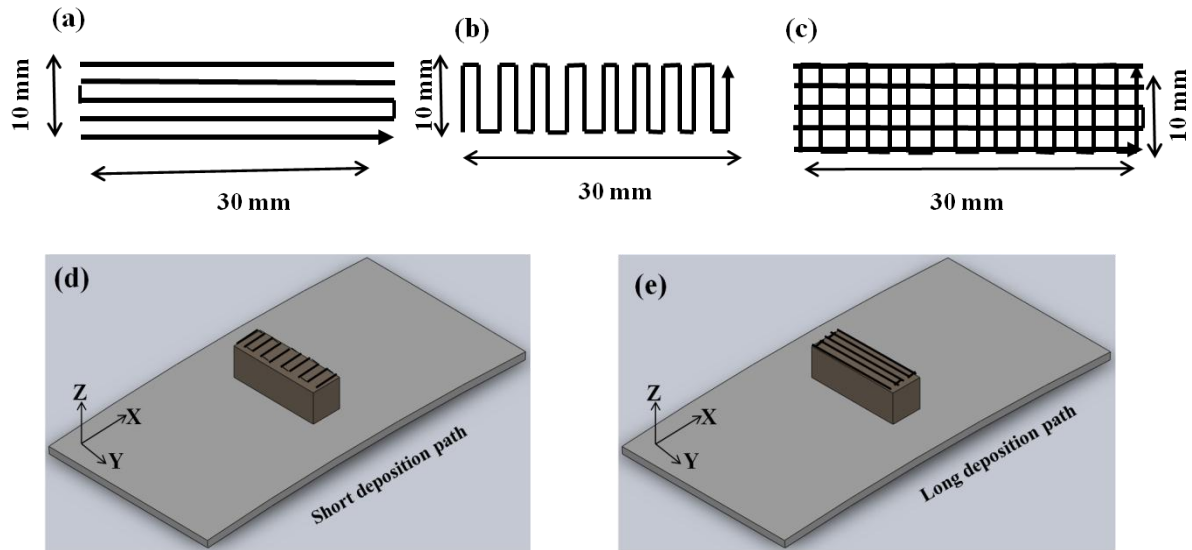 (a)
10 mm
30 mm
(b)
10 mm
30 mm
(c)
10 mm
30 mm
(d)
Z
X
Y
Short deposition path
(e)
Z
X
Y
Long deposition path